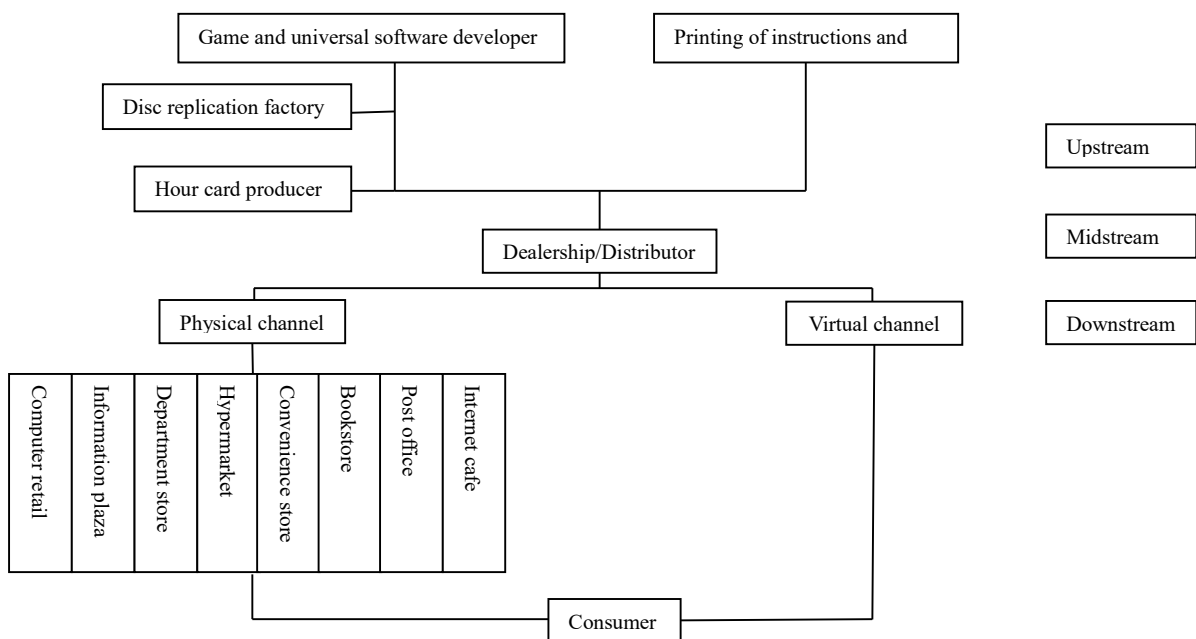 Game and universal software developer
Printing of instructions and
Disc replication factory
Upstream
Hour card producer
Midstream
Dealership/Distributor
Physical channel
Virtual channel
Downstream
Computer retail
Information plaza
Department store
Hypermarket
Convenience store
Bookstore
Post office
Internet cafe
Consumer